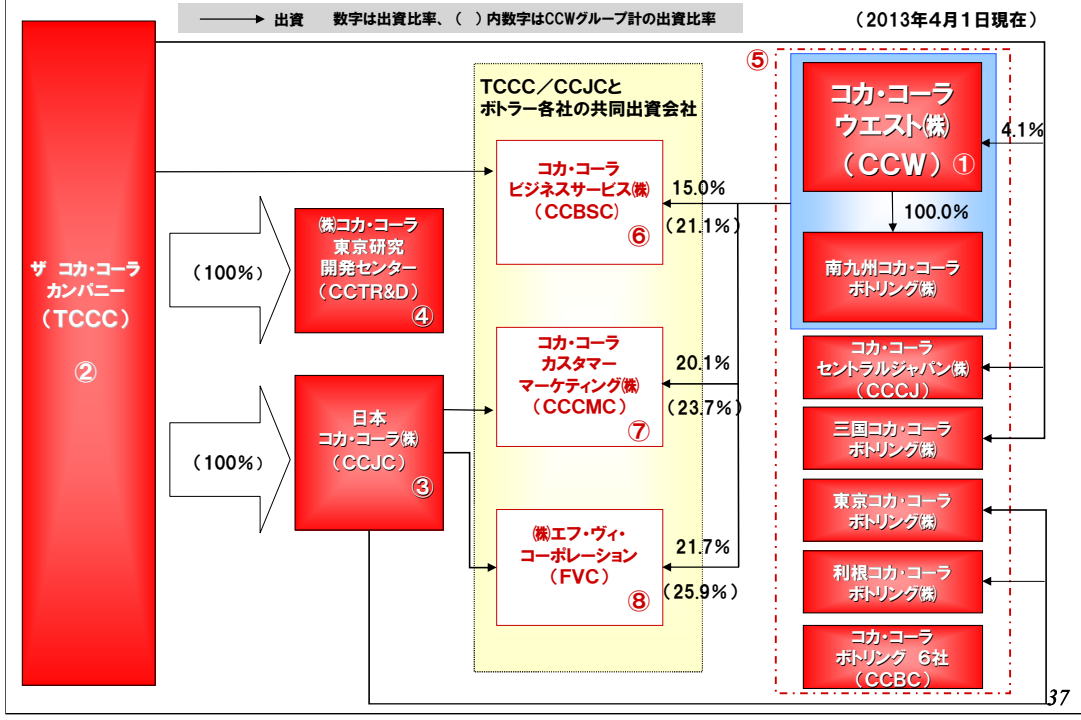 出資 数字は出資比率、( )内数字はCCWグループ計の出資比率
(2013年4月1日現在)
ザ コカ・コーラ
カンパニー
(TCCC)
②
(100%)
(100%)
㈱コカ・コーラ
東京研究
開発センター
(CCTR&D)
④
日本
コカ・コーラ㈱
(CCJC)
③
TCCC/CCJCと
ボトラー各社の共同出資会社
コカ・コーラ
ビジネスサービス㈱
(CCBSC)
⑥
15.0%
(21.1%)
コカ・コーラ
カスタマー
マーケティング㈱
(CCCMC)
⑦
20.1%
(23.7%)
㈱エフ・ヴィ・
コーポレーション
(FVC)
⑧
21.7%
(25.9%)
⑤
コカ・コーラ
ウエスト㈱
(CCW)①
4.1%
100.0%
南九州コカ・コーラ
ボトリング㈱
コカ・コーラ
セントラルジャパン㈱
(CCCJ)
三国コカ・コーラ
ボトリング㈱
東京コカ・コーラ
ボトリング㈱
利根コカ・コーラ
ボトリング㈱
コカ・コーラ
ボトリング 6社
(CCBC)
37